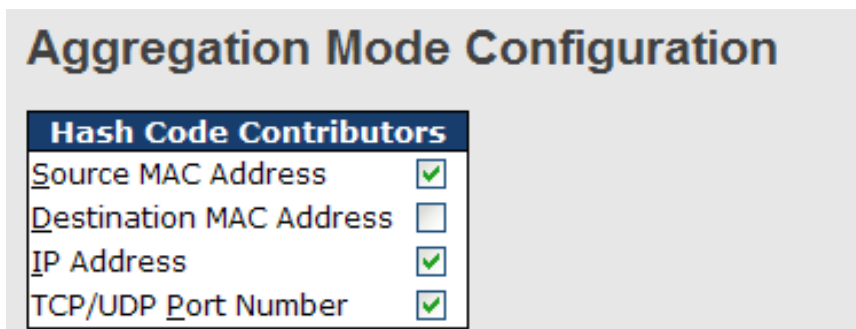 Aggregation Mode Configuration
Hash Code Contributors
Source MAC Address
Destination MAC Address
IP Address
TCP/UDP Port Number